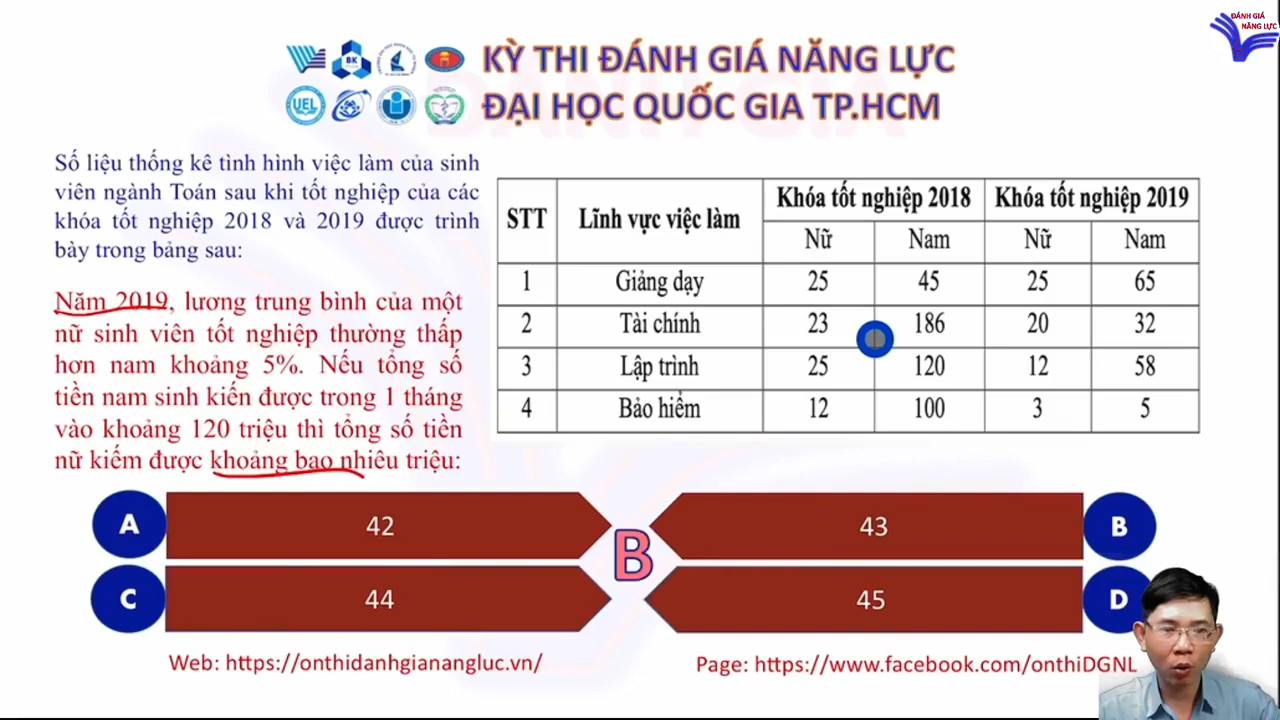 ĐÁNH GIÁ
NĂNG LỰC
KỲ THI ĐÁNH GIÁ NĂNG LỰC
BK
UEL
ĐẠI HỌC QUỐC GIA TP.HCM
Số liệu thống kê tình hình việc làm của sinh
viên ngành Toán sau khi tốt nghiệp của các
khóa tốt nghiệp 2018 và 2019 được trình
bày trong bảng sau:
Năm 2019, lương trung bình của một
nữ sinh viên tốt nghiệp thường thấp
hơn nam khoảng 5%. Nếu tổng số
tiền nam sinh kiến được trong 1 tháng
vào khoảng 120 triệu thì tổng số tiền
nữ kiếm được khoảng bao nhiêu triệu:
STT Lĩnh vực việc làm Khóa tốt nghiệp 2018 Khóa tốt nghiệp 2019
Nữ Nam Nữ Nam
1 Giảng dạy 25 45 25 65
2 Tài chính 23 186 20 32
3 Lập trình 25 120 12 58
4 Bảo hiểm 12 100 3 5
A 42 43 B
B
C 44 45 D
Web: https://onthidanhgianangluc.vn/
Page: https://www.facebook.com/onthiDGNL